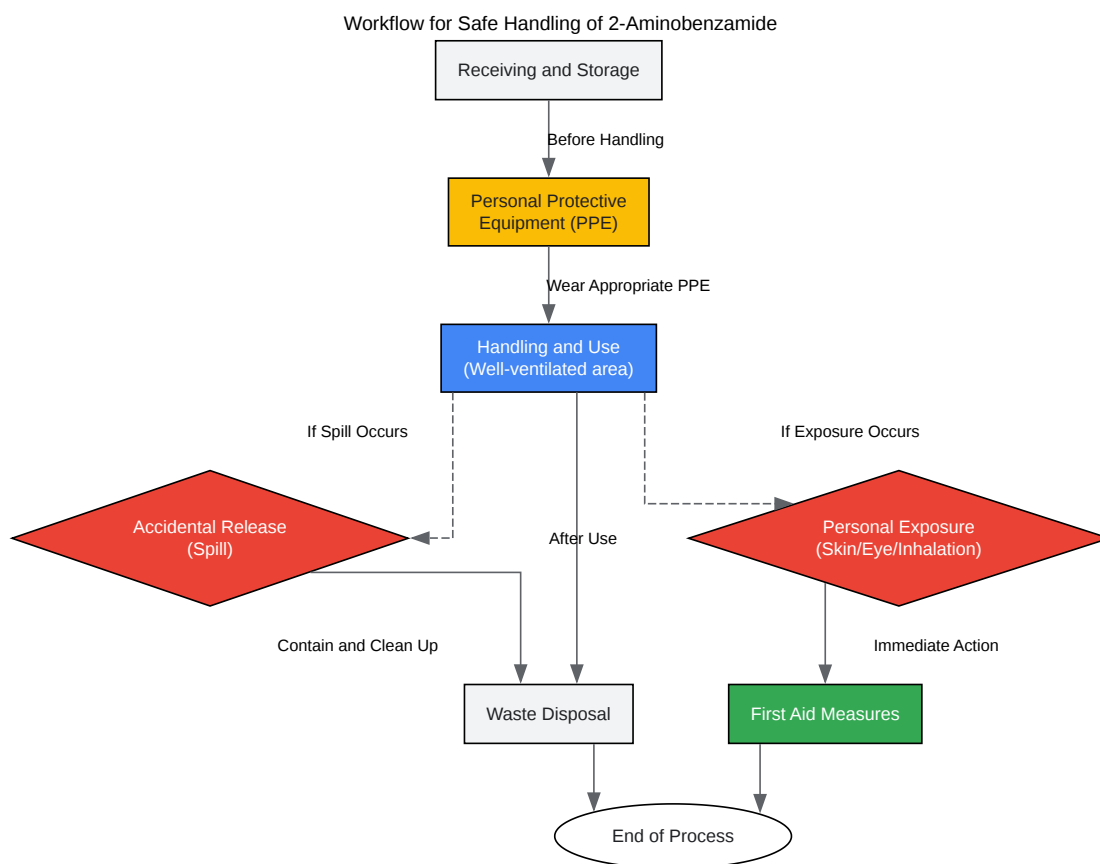 Workflow for Safe Handling of 2-Aminobenzamide
Receiving and Storage
Before Handling
Personal Protective
Equipment (PPE)
Wear Appropriate PPE
Handling and Use
(Well-ventilated area)
If Spill Occurs
If Exposure Occurs
Accidental Release
(Spill)
After Use
Personal Exposure
(Skin/Eye/Inhalation)
Contain and Clean Up
Immediate Action
Waste Disposal
First Aid Measures
End of Process